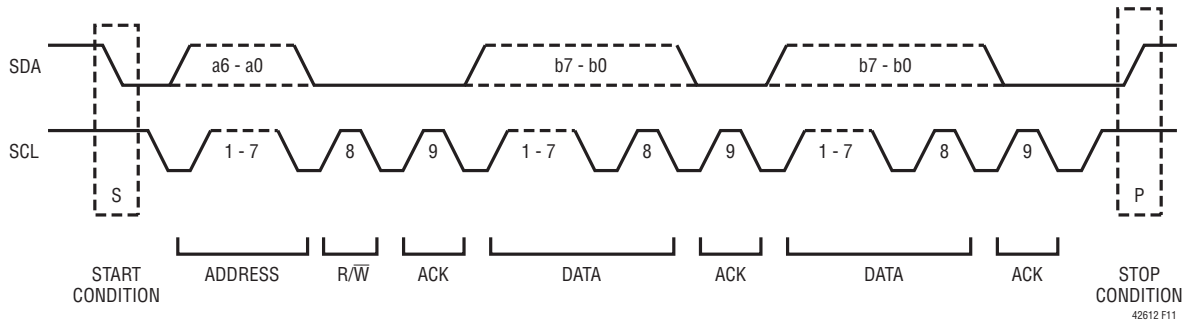 SDA
a6 - a0
b7 - b0
b7 - b0
SCL
1 - 7
8
9
1 - 7
8
9
1 - 7
8
9
S
P
START
CONDITION
ADDRESS
R/W̅
ACK
DATA
ACK
DATA
ACK
STOP
CONDITION
42612 F11